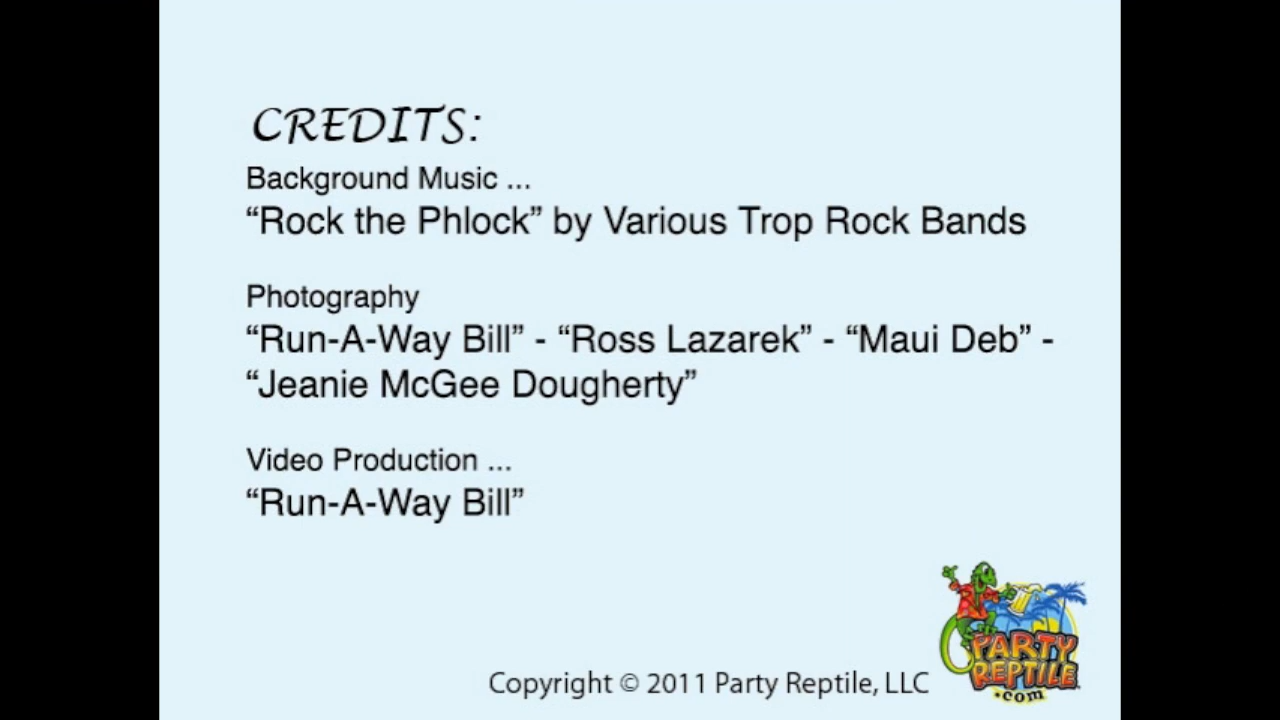 CREDITS:
Background Music ...
“Rock the Phlock” by Various Trop Rock Bands
Photography
“Run-A-Way Bill” - “Ross Lazarek” - “Maui Deb” -
“Jeanie McGee Dougherty”
Video Production ...
“Run-A-Way Bill”
PARTY
REPTILE
.com
Copyright © 2011 Party Reptile, LLC